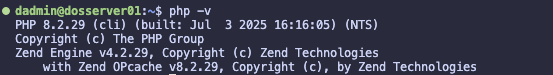 dadmin@dosserver01:~$ php -v
PHP 8.2.29 (cli) (built: Jul  3 2025 16:16:05) (NTS)
Copyright (c) The PHP Group
Zend Engine v4.2.29, Copyright (c) Zend Technologies
    with Zend OPcache v8.2.29, Copyright (c), by Zend Technologies